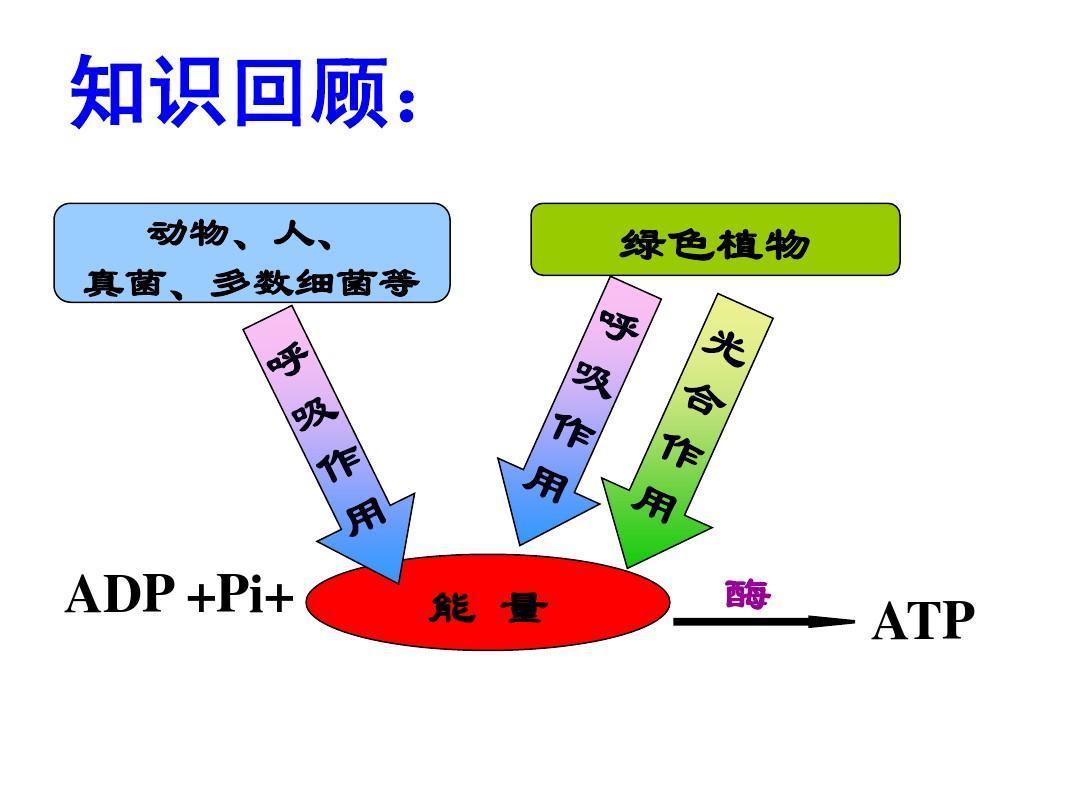 知识回顾：
动物、人、
真菌、多数细菌等
绿色植物
呼吸作用
呼吸作用
光合作用
ADP +Pi+
能 量
酶
ATP